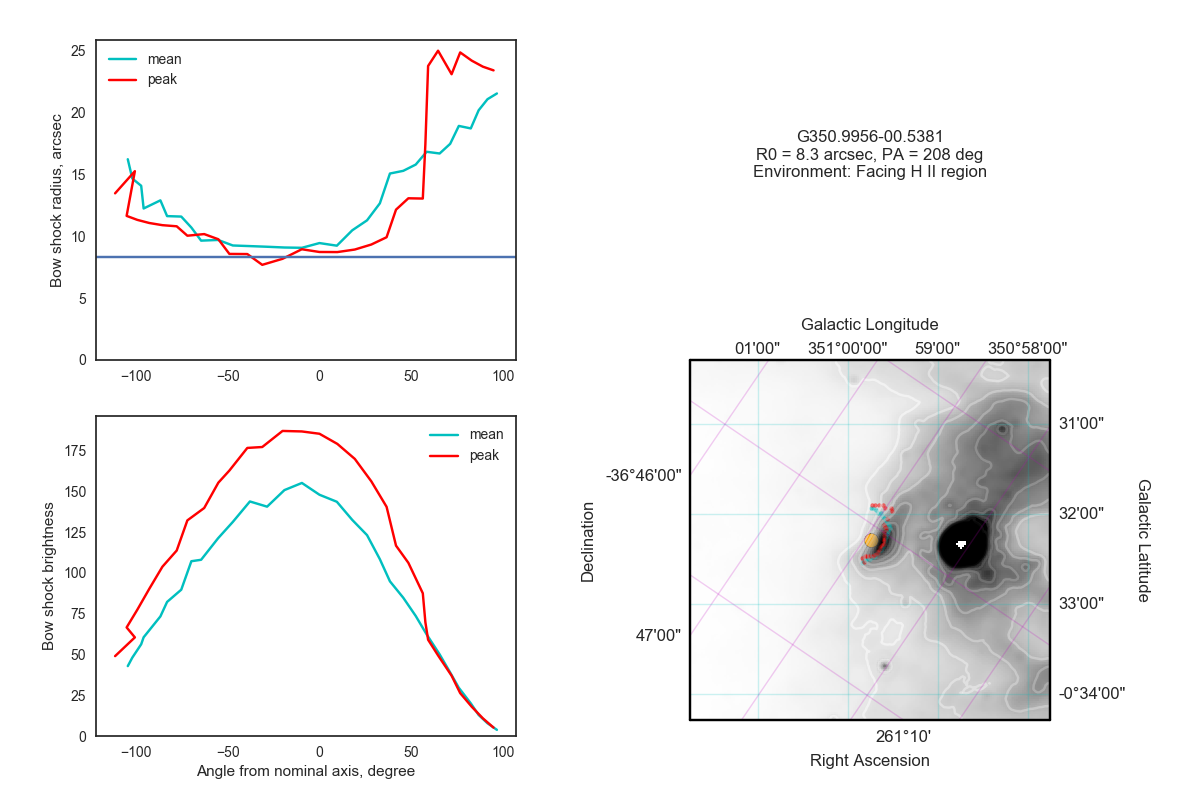 mean
peak
Bow shock radius, arcsec
25
20
15
10
5
0
−100
−50
0
50
100
mean
peak
Bow shock brightness
175
150
125
100
75
50
25
0
−100
−50
0
50
100
Angle from nominal axis, degree
G350.9956-00.5381
R0 = 8.3 arcsec, PA = 208 deg
Environment: Facing H II region
Galactic Longitude
01'00"
351°00'00"
59'00"
350°58'00"
-36°46'00"
47'00"
Declination
31'00"
32'00"
33'00"
-0°34'00"
Galactic Latitude
261°10'
Right Ascension